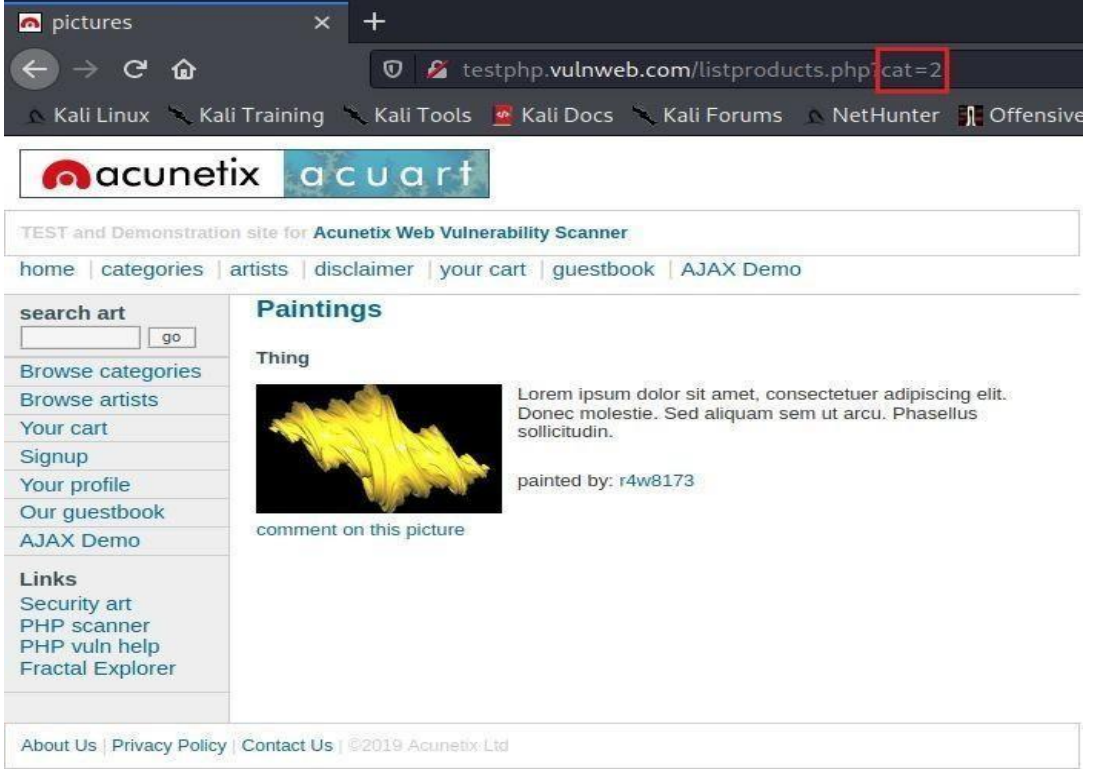 pictures
testphp.vulnweb.com/listproducts.php?cat=2
Kali Linux Kali Training Kali Tools Kali Docs Kali Forums NetHunter Offensive
acunetix acuart
TEST and Demonstration site for Acunetix Web Vulnerability Scanner
home | categories | artists | disclaimer | your cart | guestbook | AJAX Demo
search art
go
Browse categories
Browse artists
Your cart
Signup
Your profile
Our guestbook
AJAX Demo
Links
Security art
PHP scanner
PHP vuln help
Fractal Explorer
Paintings
Thing
Lorem ipsum dolor sit amet, consectetuer adipiscing elit.
Donec molestie. Sed aliquam sem ut arcu. Phasellus
sollicitudin.
painted by: r4w8173
comment on this picture
About Us | Privacy Policy | Contact Us | ©2019 Acunetix Ltd